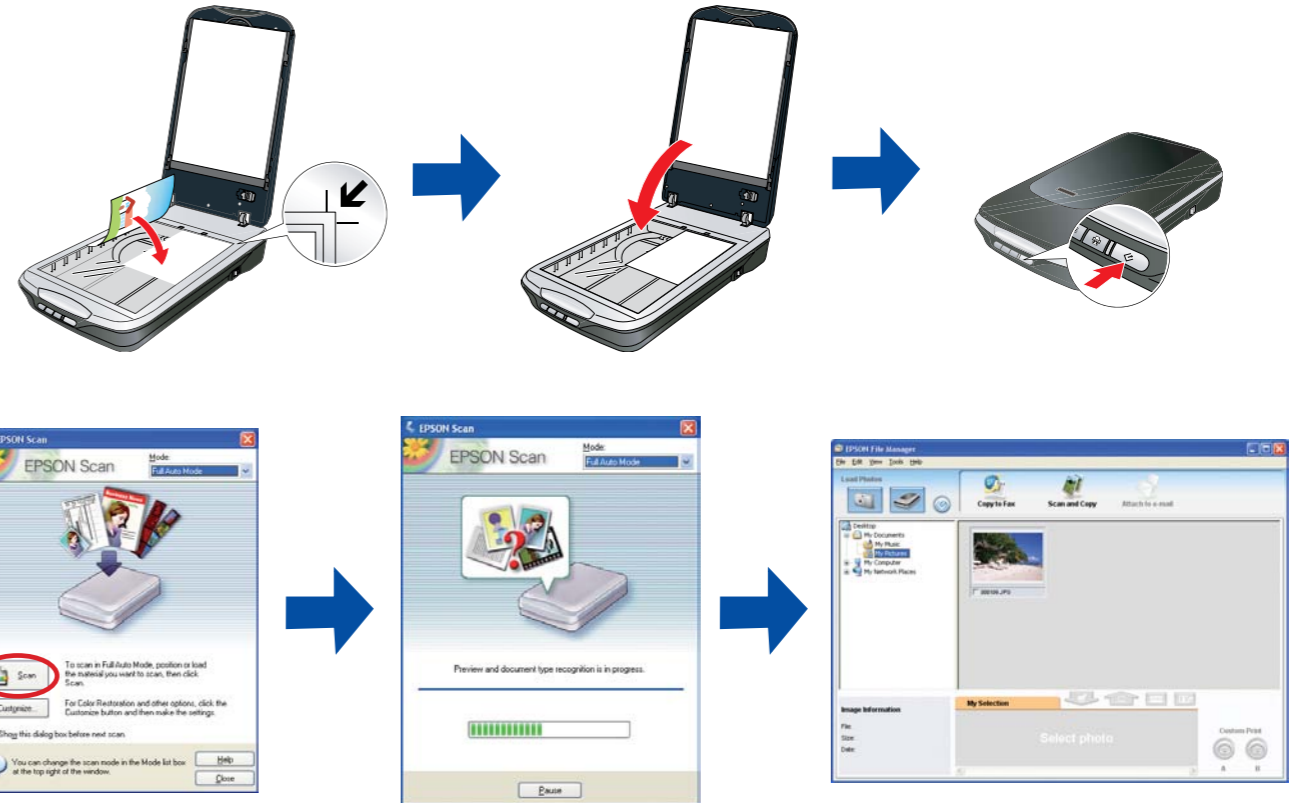 EPSON Scan
EPSON Scan
Mode:
Full Auto Mode
Scan
To scan in Full Auto Mode, position or load
the material you want to scan, then click
Scan.
Customize...
For Color Restoration and other options, click the
Customize button and then make the settings.
Show this dialog box before next scan.
You can change the scan mode in the Mode list box
at the top right of the window.
Help
Close
EPSON Scan
EPSON Scan
Mode:
Full Auto Mode
Preview and document type recognition is in progress.
Pause
EPSON File Manager
File Edit View Tools Help
Load Photos
Copy to Fax
Scan and Copy
Attach to e-mail
Desktop
My Documents
My Music
My Pictures
My Computer
My Network Places
Image Information
File:
Size:
Date:
My Selection
Select photo
Custom Print
A B